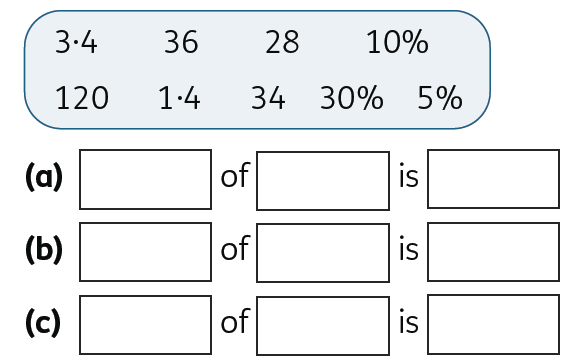 3·4 36 28 10%
120 1·4 34 30% 5%
(a) of is
(b) of is
(c) of is